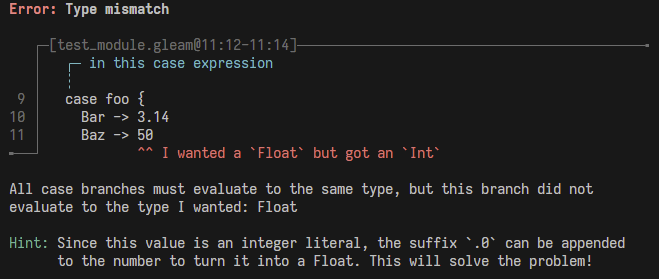 Error: Type mismatch
[test_module.gleam@11:12-11:14]
in this case expression
9 case foo {
10 Bar -> 3.14
11 Baz -> 50
^^ I wanted a `Float` but got an `Int`
All case branches must evaluate to the same type, but this branch did not
evaluate to the type I wanted: Float
Hint: Since this value is an integer literal, the suffix `.0` can be appended
to the number to turn it into a Float. This will solve the problem!